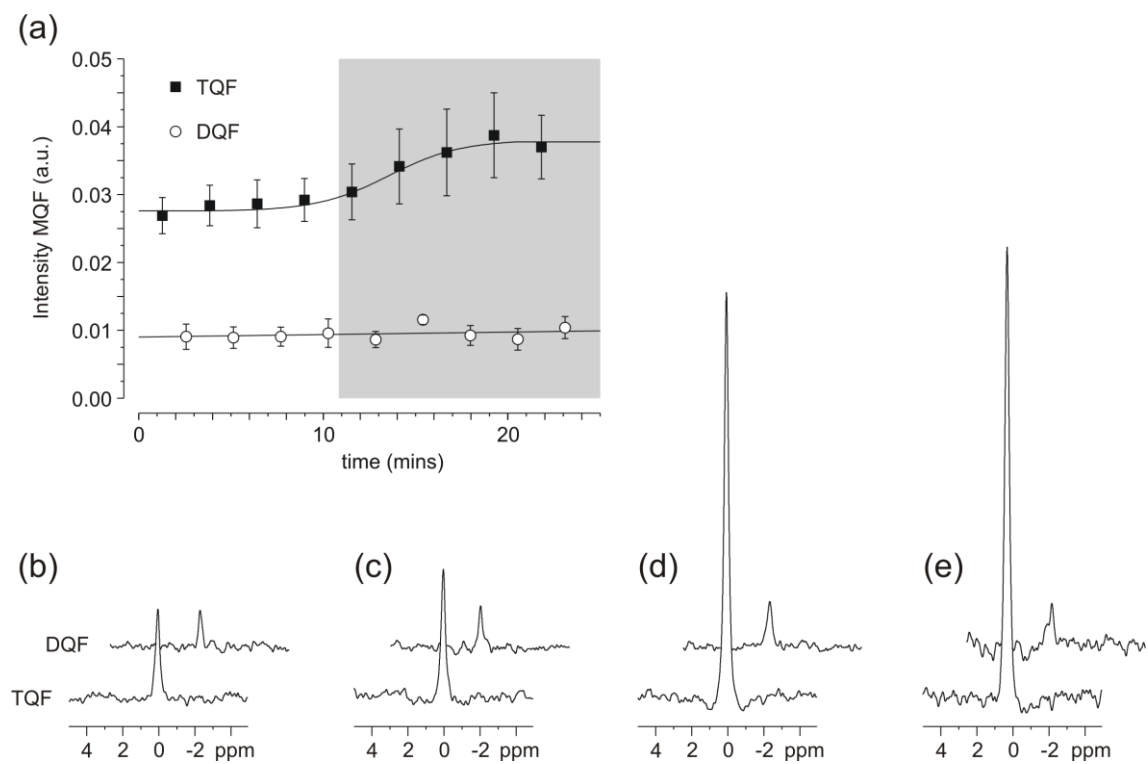 (a)
0.05
0.04
0.03
0.02
0.01
0.00
Intensity MQF (a.u.)
TQF
DQF
0 10 20
time (mins)
(b) (c) (d) (e)
DQF
TQF
4 2 0 -2 ppm 4 2 0 -2 ppm 4 2 0 -2 ppm 4 2 0 -2 ppm